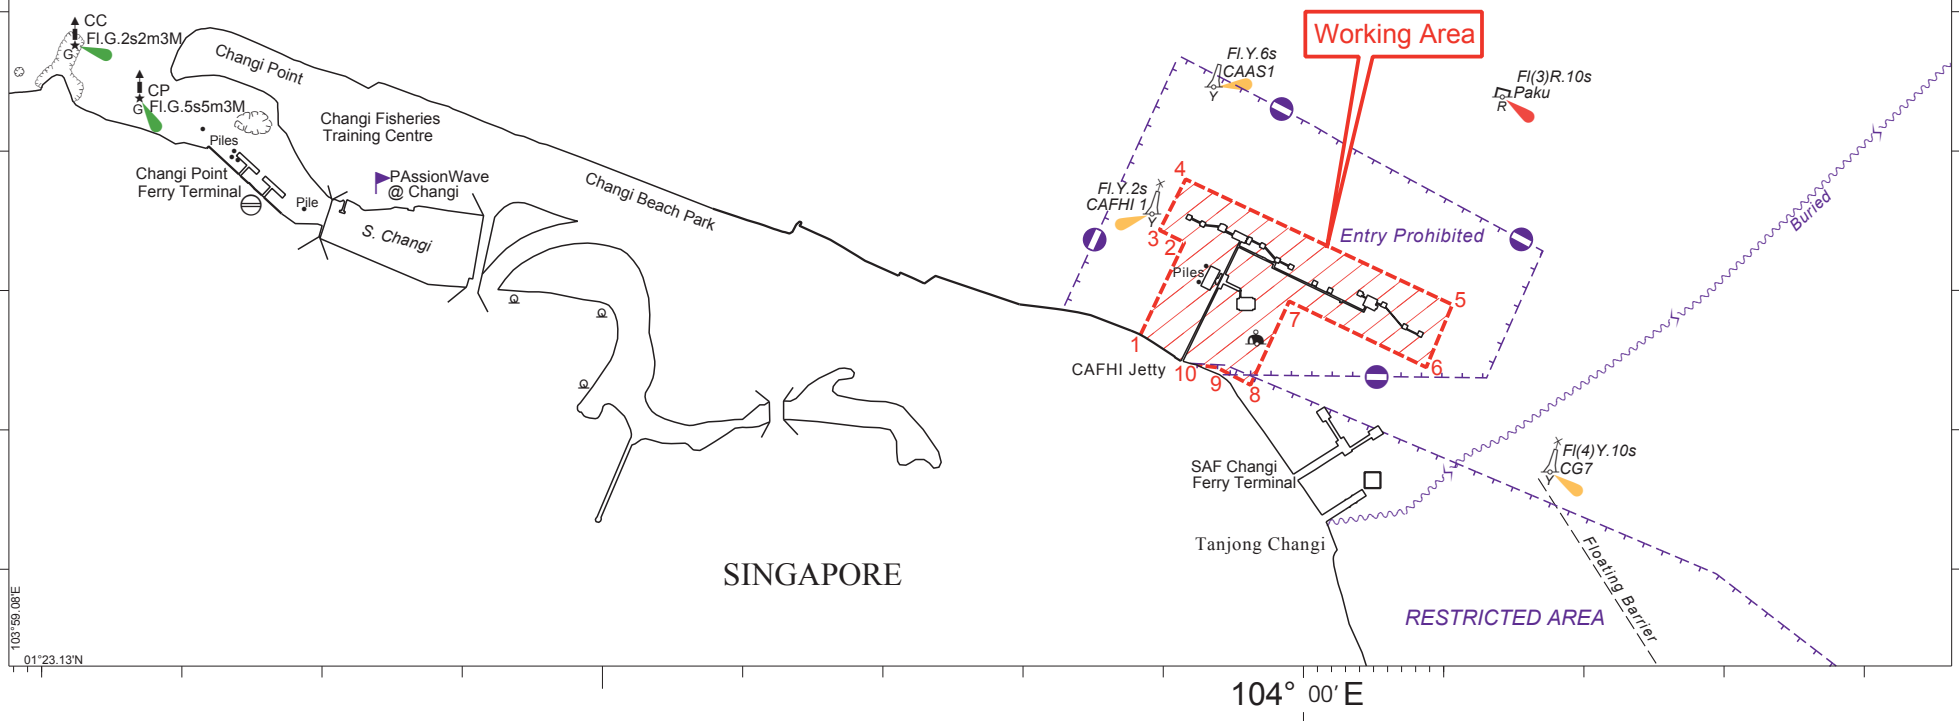 CC
Fl.G.2s2m3M
G
CP
Fl.G.5s5m3M
G
Changi Point
Changi Fisheries
Training Centre
Piles
Changi Point
Ferry Terminal
Pile
PAssionWave
@ Changi
S. Changi
Changi Beach Park
Working Area
Fl.Y.6s
CAAS1
Y
Fl(3)R.10s
Paku
R
Fl.Y.2s
CAFHI 1
Y
Entry Prohibited
Buried
Piles
1
2
3
4
5
6
7
8
9
10
CAFHI Jetty
SAF Changi
Ferry Terminal
Tanjong Changi
Fl(4)Y.10s
CG7
Y
Floating Barrier
SINGAPORE
RESTRICTED AREA
103°59.08'E
01°23.13'N
104° 00' E